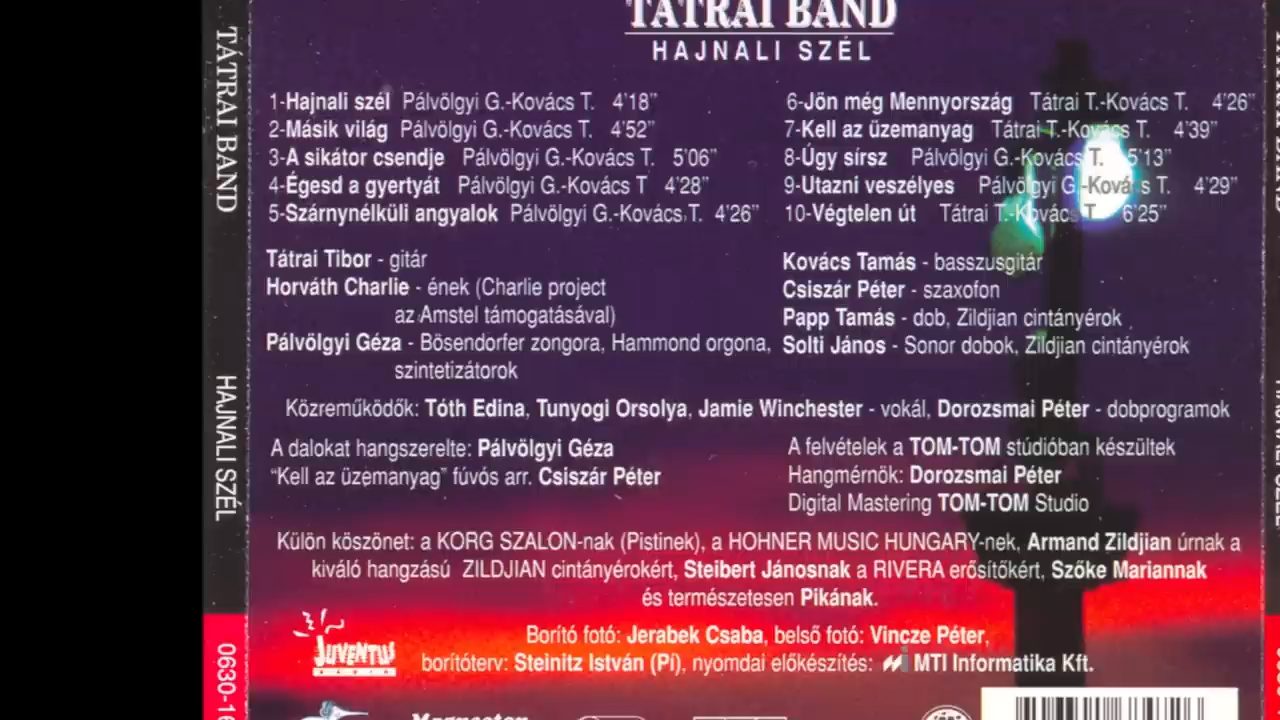 TÁTRAI BAND
HAJNALI SZÉL
1-Hajnali szél Pálvölgyi G.-Kovács T. 4'18"
2-Másik világ Pálvölgyi G.-Kovács T. 4'52"
3-A sikátor csendje Pálvölgyi G.-Kovács T. 5'06"
4-Égesd a gyertyát Pálvölgyi G.-Kovács T 4'28"
5-Szárnynélküli angyalok Pálvölgyi G.-Kovács T. 4'26"
6-Jön még Mennyország Tátrai T.-Kovács T. 4'26"
7-Kell az üzemanyag Tátrai T.-Kovács T. 4'39"
8-Úgy sírsz Pálvölgyi G.-Kovács T. 5'13"
9-Utazni veszélyes Pálvölgyi G.-Kovács T. 4'29"
10-Végtelen út Tátrai T.-Kovács T. 6'25"
Tátrai Tibor - gitár
Horváth Charlie - ének (Charlie project
az Amstel támogatásával)
Pálvölgyi Géza - Bösendorfer zongora, Hammond orgona,
szintetizátorok
Kovács Tamás - basszusgitár
Csiszár Péter - szaxofon
Papp Tamás - dob, Zildjian cintányérok
Solti János - Sonor dobok, Zildjian cintányérok
Közreműködők: Tóth Edina, Tunyogi Orsolya, Jamie Winchester - vokál, Dorozsmai Péter - dobprogramok
A dalokat hangszerelte: Pálvölgyi Géza
"Kell az üzemanyag" fúvós arr. Csiszár Péter
A felvételek a TOM-TOM stúdióban készültek
Hangmérnök: Dorozsmai Péter
Digital Mastering TOM-TOM Studio
Külön köszönet: a KORG SZALON-nak (Pistinek), a HOHNER MUSIC HUNGARY-nek, Armand Zildjian úrnak a
kiváló hangzású ZILDJIAN cintányérokért, Steibert Jánosnak a RIVERA erősítőkért, Szőke Mariannak
és természetesen Pikának.
Borító fotó: Jerabek Csaba, belső fotó: Vincze Péter,
borítóterv: Steinitz István (Pí), nyomdai előkészítés: MTI Informatika Kft.
JUVENTUS
RÁDIÓ
Magneoton
TÁTRAI BAND
HAJNALI SZÉL
0630-16